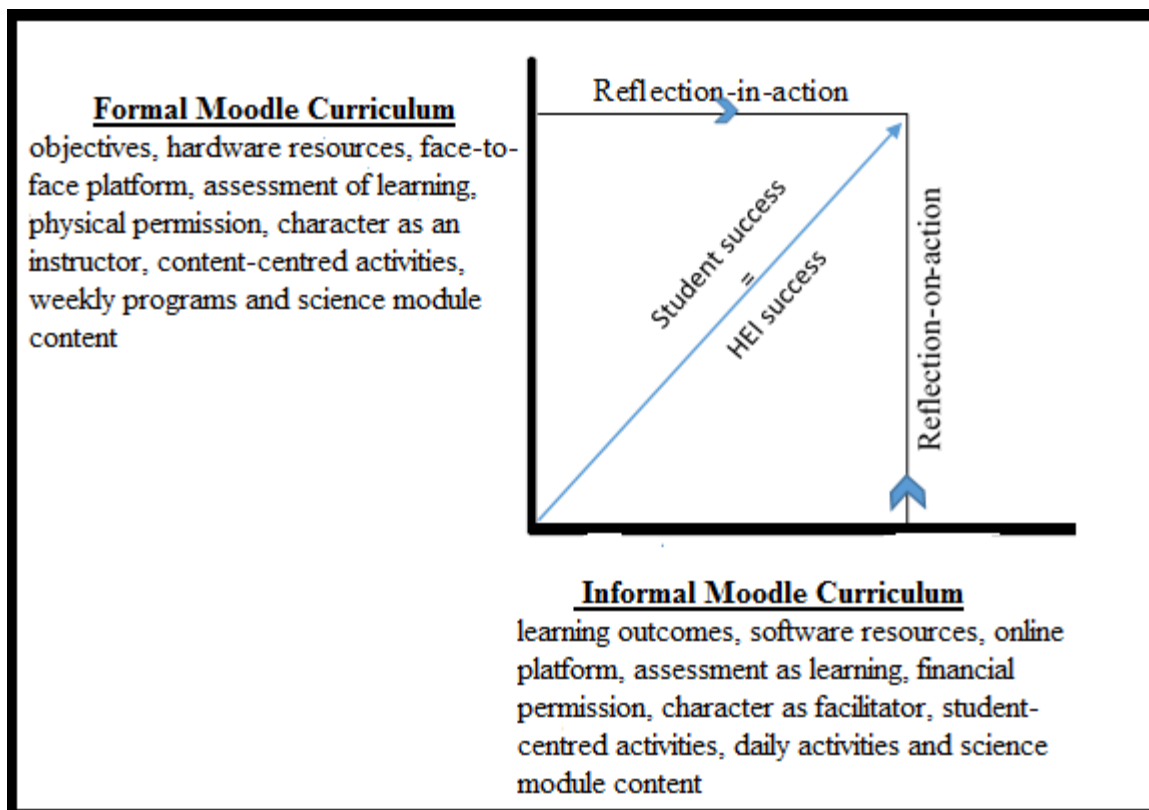 Formal Moodle Curriculum
objectives, hardware resources, face-to-
face platform, assessment of learning,
physical permission, character as an
instructor, content-centred activities,
weekly programs and science module
content
Reflection-in-action
Student success
=
HEI success
Reflection-on-action
Informal Moodle Curriculum
learning outcomes, software resources, online
platform, assessment as learning, financial
permission, character as facilitator, student-
centred activities, daily activities and science
module content